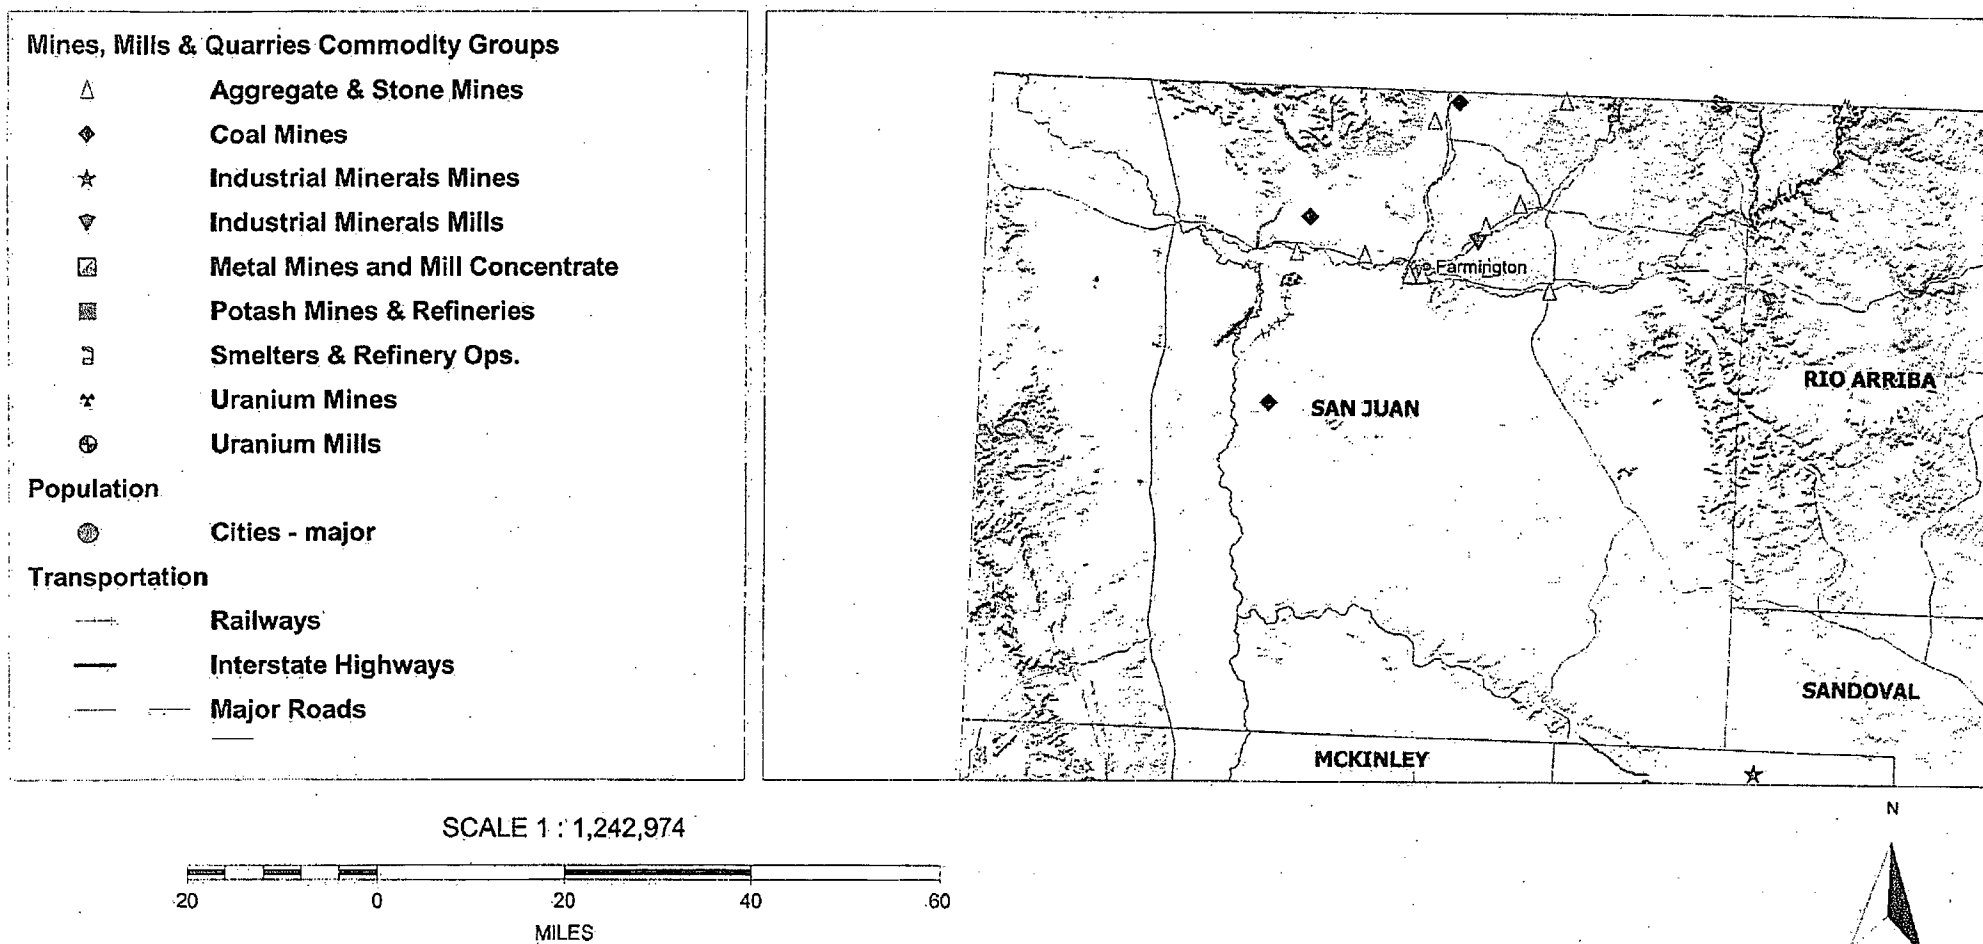 Mines, Mills & Quarries Commodity Groups
Aggregate & Stone Mines
Coal Mines
Industrial Minerals Mines
Industrial Minerals Mills
Metal Mines and Mill Concentrate
Potash Mines & Refineries
Smelters & Refinery Ops.
Uranium Mines
Uranium Mills
Population
Cities - major
Transportation
Railways
Interstate Highways
Major Roads
Farmington
RIO ARRIBA
SAN JUAN
SANDOVAL
MCKINLEY
N
SCALE 1 : 1,242,974
20 0 20 40 60
MILES